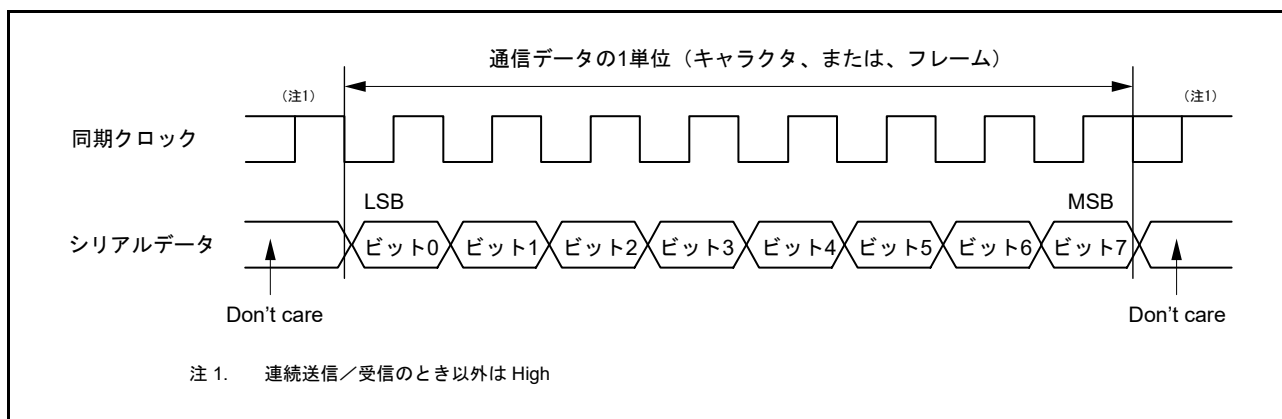 通信データの1単位（キャラクタ、または、フレーム）
（注1）
（注1）
同期クロック
LSB
MSB
シリアルデータ
ビット0
ビット1
ビット2
ビット3
ビット4
ビット5
ビット6
ビット7
Don’t care
Don’t care
注 1. 連続送信／受信のとき以外は High